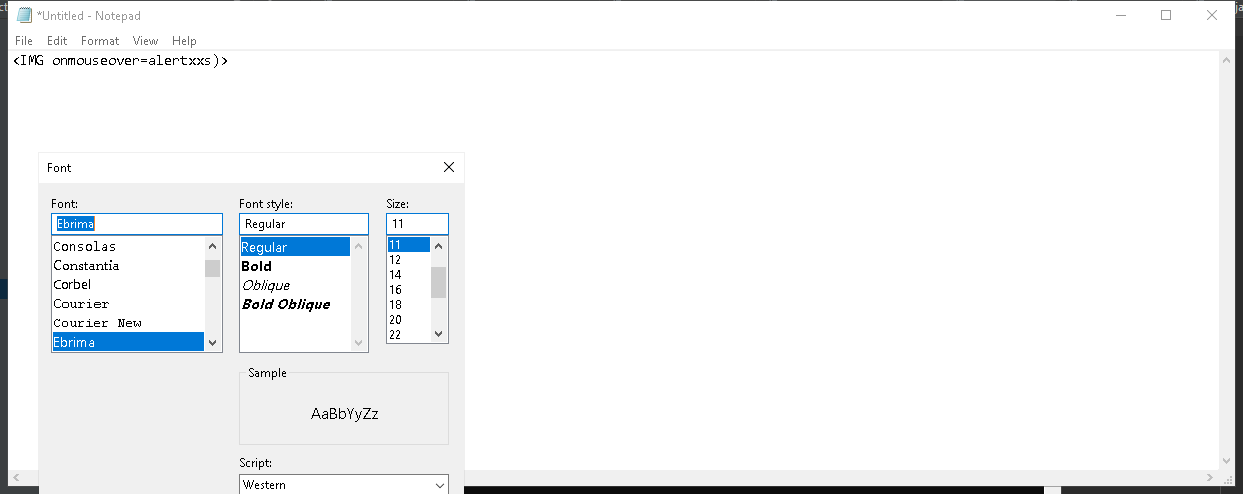 *Untitled - Notepad
File Edit Format View Help
<IMG onmouseover=alertxxs)>
Font
Font: Font style: Size:
Ebrima Regular 11
Consolas Regular 11
Constantia Bold 12
Corbel Oblique 14
Courier Bold Oblique 16
Courier New 18
Ebrima 20
22
Sample
AaBbYyZz
Script:
Western